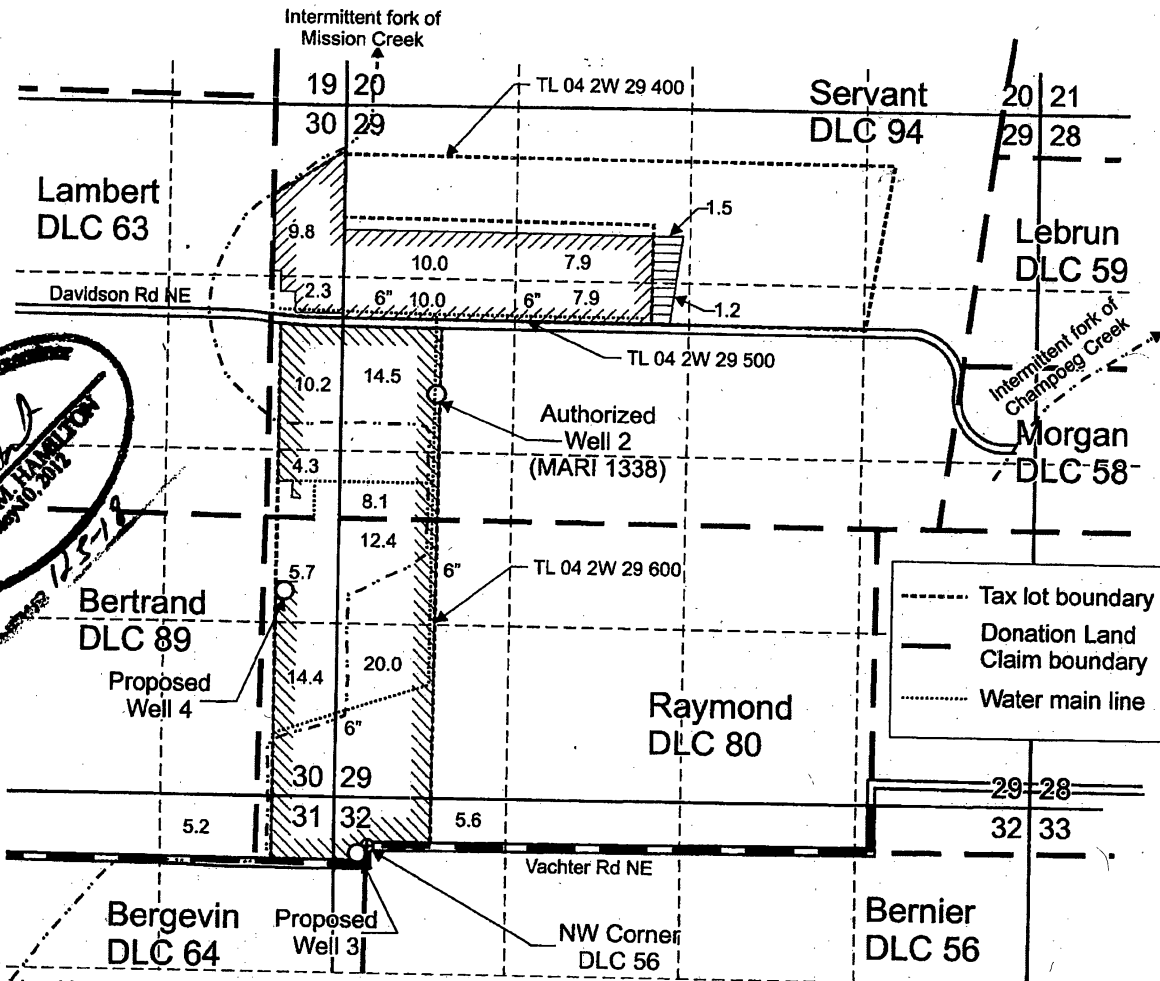 Intermittent fork of
Mission Creek
19 20
30 29
TL 04 2W 29 400
Servant
DLC 94
20 21
29 28
Lambert
DLC 63
9.8
1.5
10.0
7.9
Lebrun
DLC 59
Davidson Rd NE
2.3
6"
10.0
6"
7.9
1.2
TL 04 2W 29 500
Intermittent fork of
Champoeg Creek
10.2
14.5
Authorized
Well 2
(MARI 1338)
Morgan
DLC 58
M. HAMILTON
2012
12-5-18
4.3
8.1
12.4
5.7
6"
TL 04 2W 29 600
Bertrand
DLC 89
Tax lot boundary
Donation Land
Claim boundary
Water main line
Proposed
Well 4
14.4
20.0
6"
Raymond
DLC 80
30 29
31 32
29 28
32 33
5.2
5.6
Vachter Rd NE
Bergevin
DLC 64
Proposed
Well 3
NW Corner
DLC 56
Bernier
DLC 56